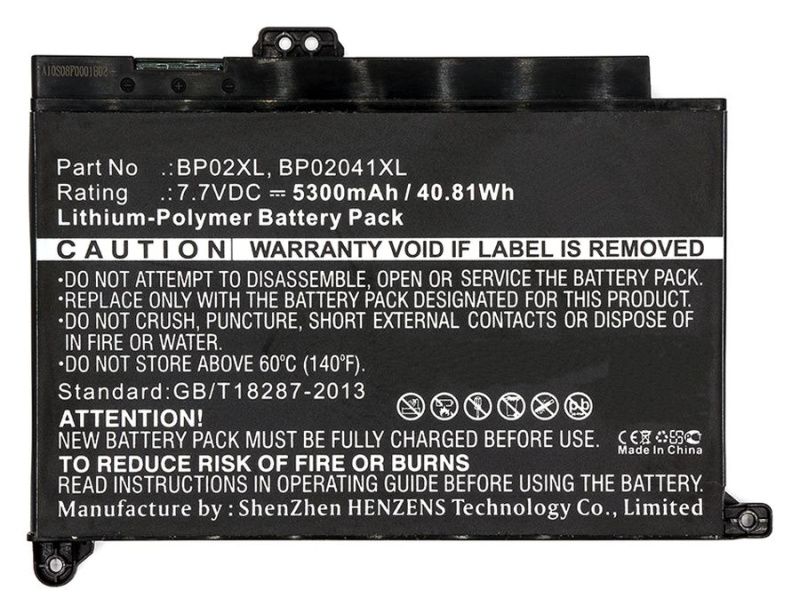 A10S08F0001B02
Part No .:BP02XL, BP02041XL
Rating .:7.7VDC ⎓ 5300mAh / 40.81Wh
Lithium-Polymer Battery Pack
CAUTION WARRANTY VOID IF LABEL IS REMOVED
·DO NOT ATTEMPT TO DISASSEMBLE, OPEN OR SERVICE THE BATTERY PACK.
·REPLACE ONLY WITH THE BATTERY PACK DESIGNATED FOR THIS PRODUCT.
·DO NOT CRUSH, PUNCTURE, SHORT EXTERNAL CONTACTS OR DISPOSE OF
IN FIRE OR WATER.
·DO NOT STORE ABOVE 60°C (140°F).
Standard:GB/T18287-2013
ATTENTION!
NEW BATTERY PACK MUST BE FULLY CHARGED BEFORE USE.
CE
Made In China
TO REDUCE RISK OF FIRE OR BURNS
READ INSTRUCTIONS IN OPERATING GUIDE BEFORE USING THE BATTERY.
Manufacture by : ShenZhen HENZENS Technology Co., Limited